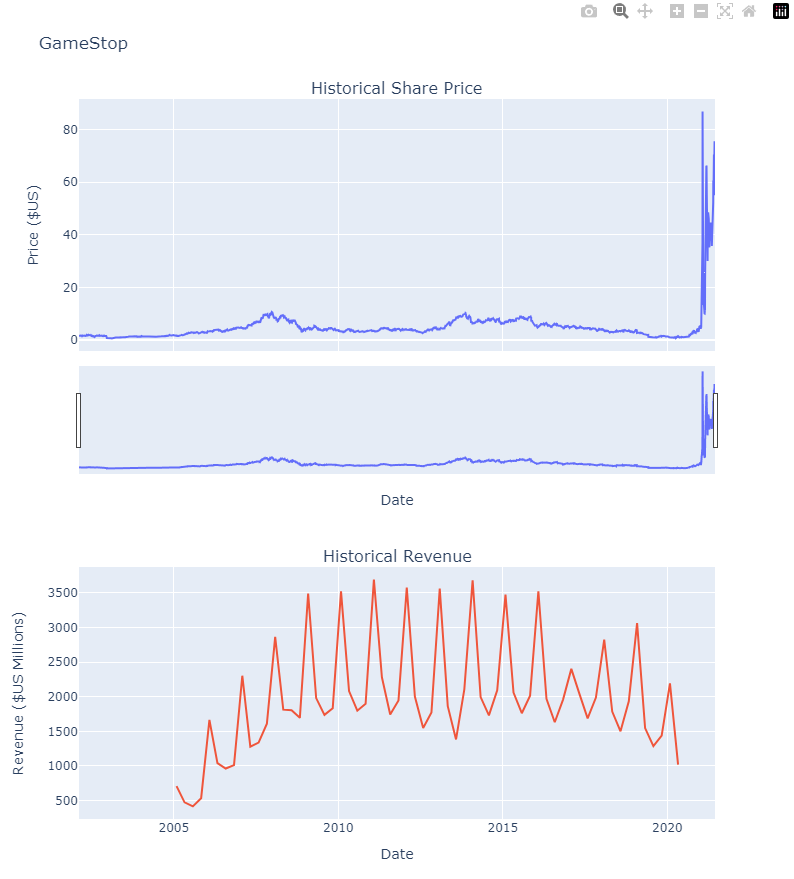 GameStop
Historical Share Price
Price ($US)
80
60
40
20
0
Date
Historical Revenue
Revenue ($US Millions)
3500
3000
2500
2000
1500
1000
500
2005
2010
2015
2020
Date